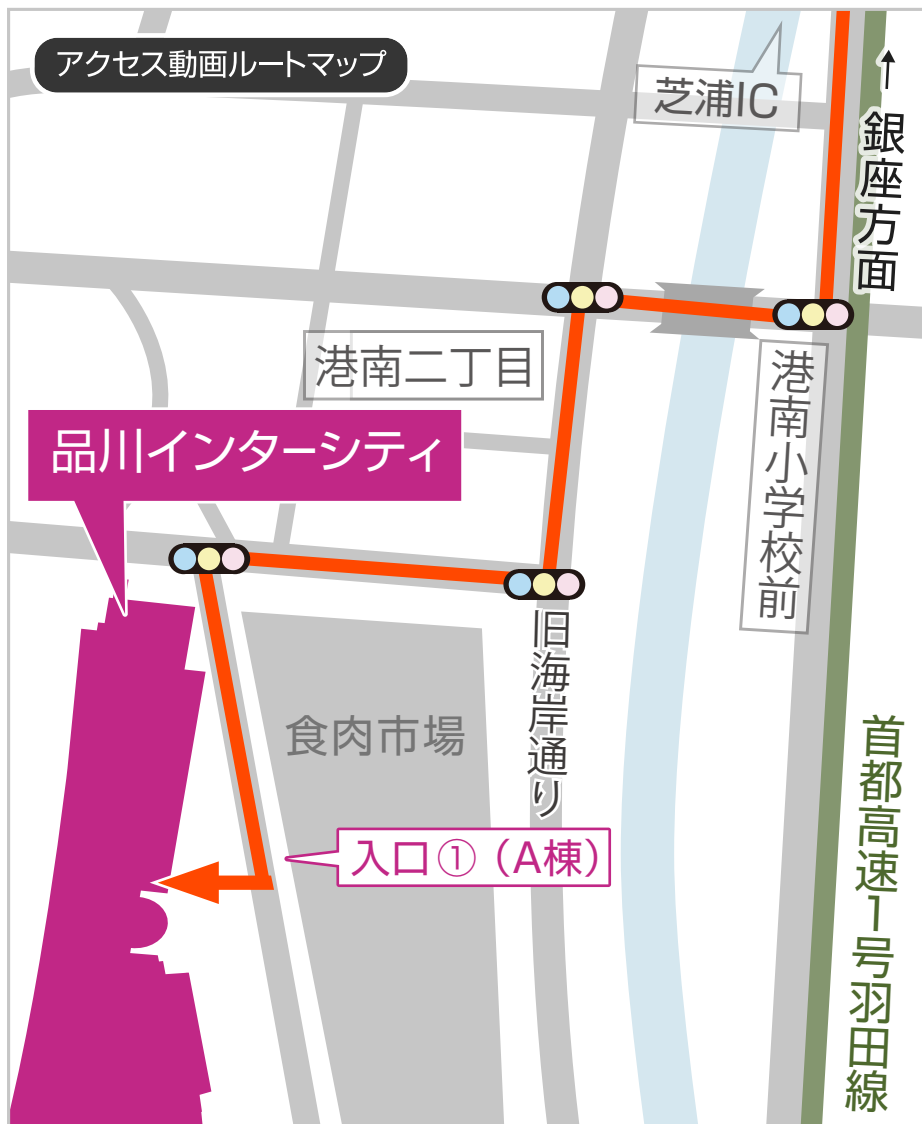 アクセス動画ルートマップ
芝浦IC
↑銀座方面
港南二丁目
港南小学校前
品川インターシティ
旧海岸通り
食肉市場
首都高速1号羽田線
入口①（A棟）